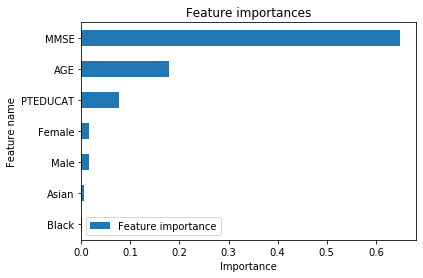 Feature importances
MMSE
AGE
PTEDUCAT
Female
Male
Asian
Black
Feature name
Feature importance
0.0 0.1 0.2 0.3 0.4 0.5 0.6
Importance